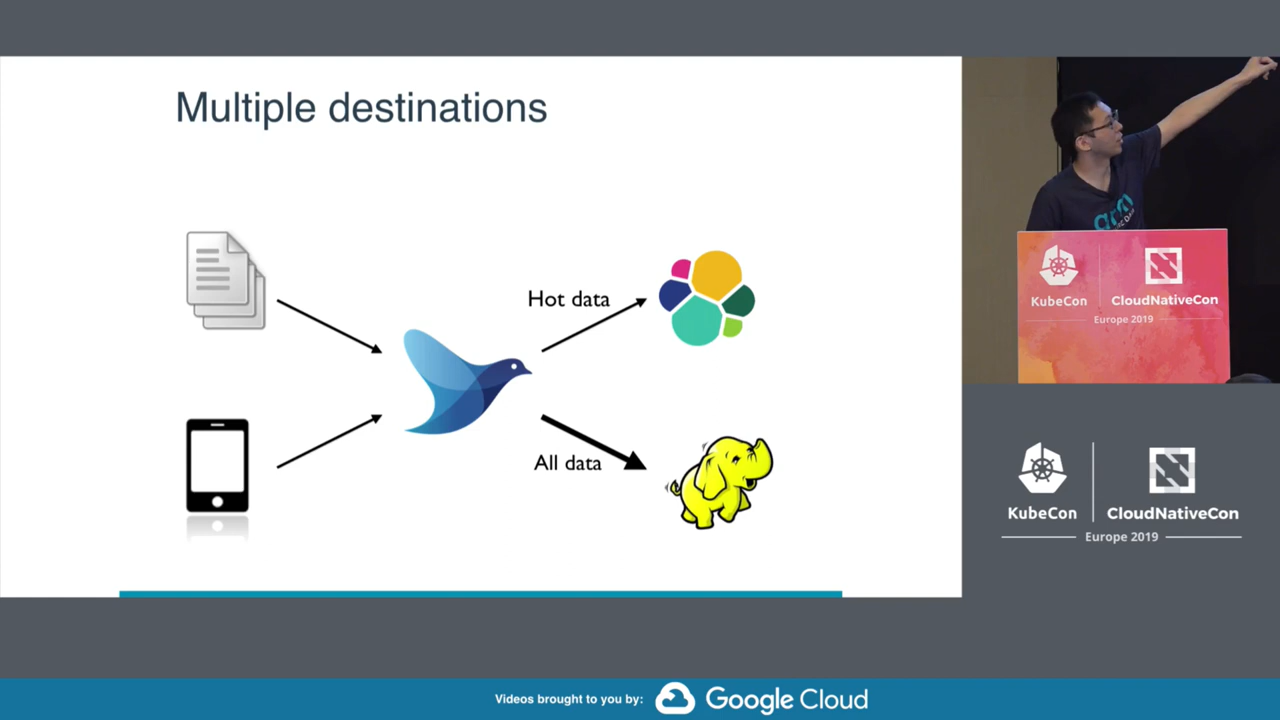 Multiple destinations
Hot data
All data
KubeCon
CloudNativeCon
Europe 2019
KubeCon
CloudNativeCon
Europe 2019
Videos brought to you by:
Google Cloud